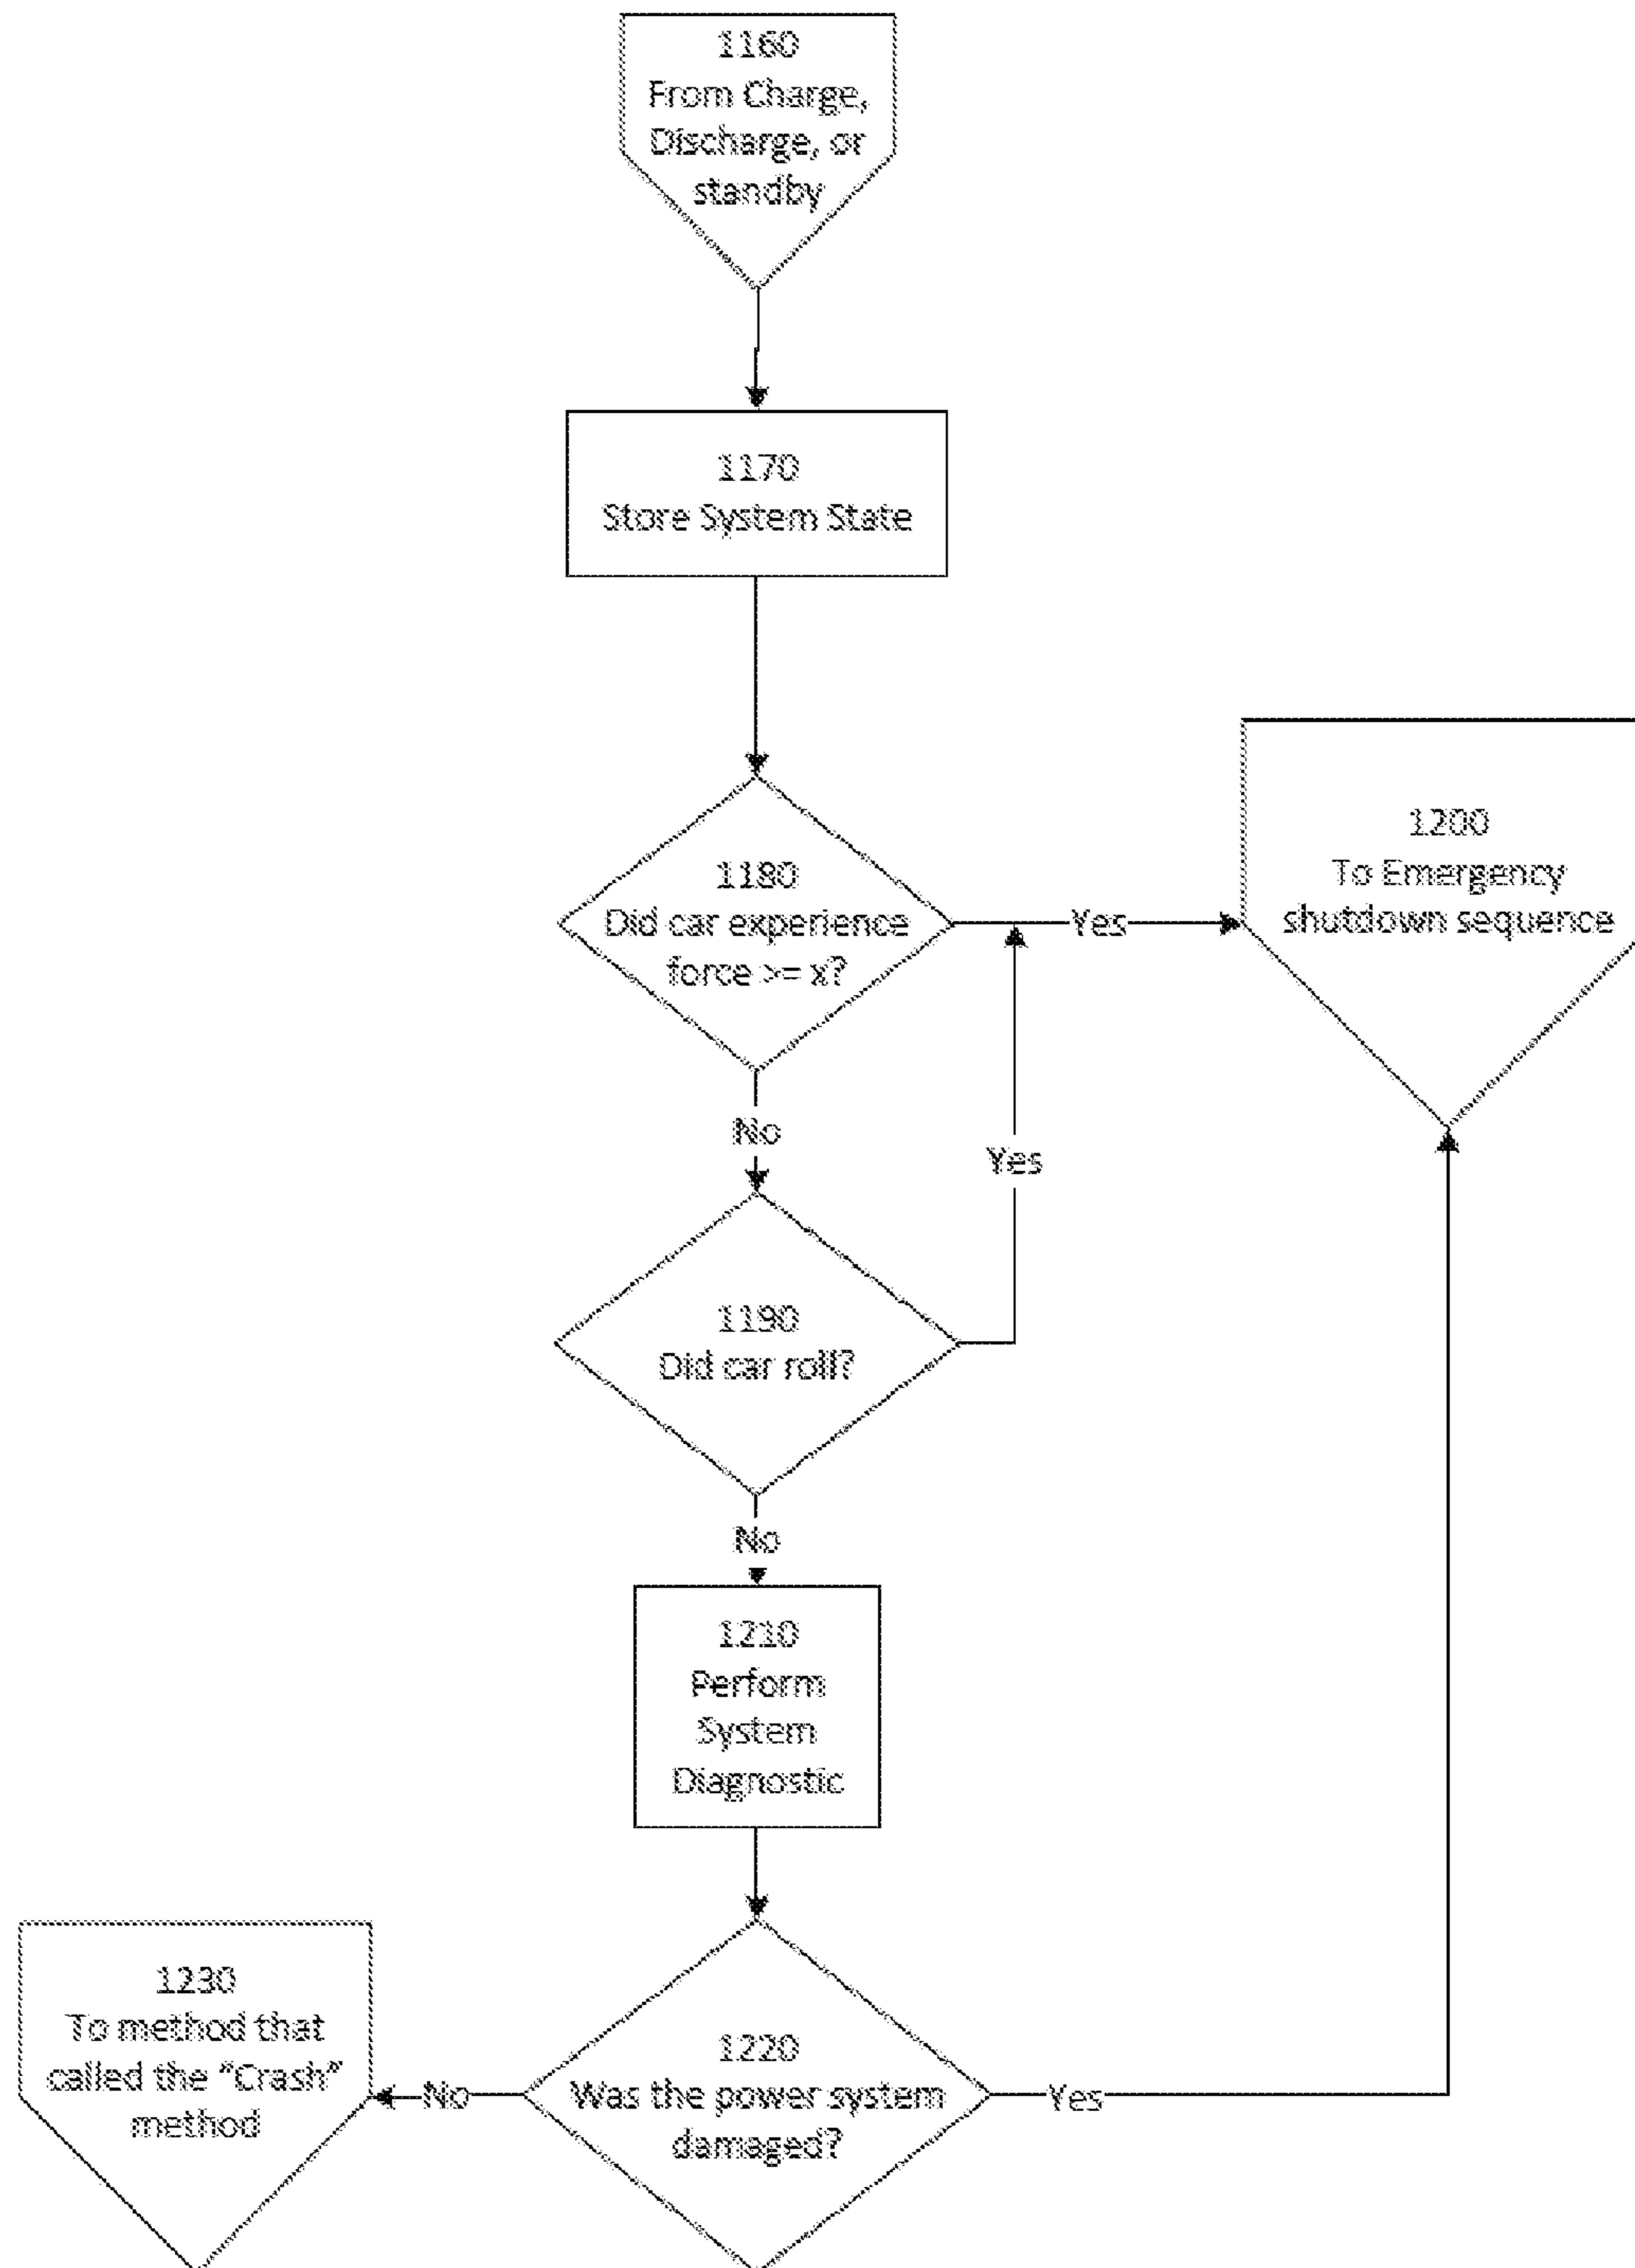 1160
From Charge,
Discharge, or
standby
1170
Store System State
1180
Did car experience
force >= x?
Yes
1200
To Emergency
shutdown sequence
No
Yes
1190
Did car roll?
No
1210
Perform
System
Diagnostic
1230
To method that
called the "Crash"
method
No
1220
Was the power system
damaged?
Yes